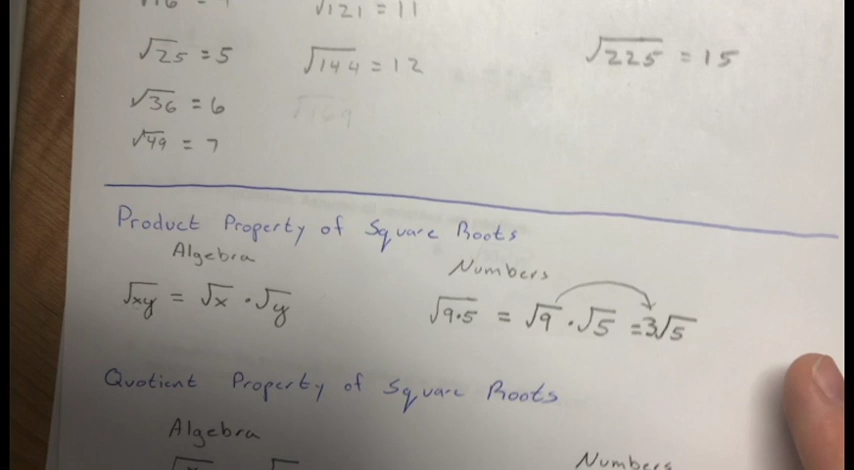 √121 = 11
√25 = 5 √144 = 12 √225 = 15
√36 = 6
√49 = 7
Product Property of Square Roots
Algebra Numbers
√xy = √x · √y √9·5 = √9 · √5 = 3√5
Quotient Property of Square Roots
Algebra Numbers